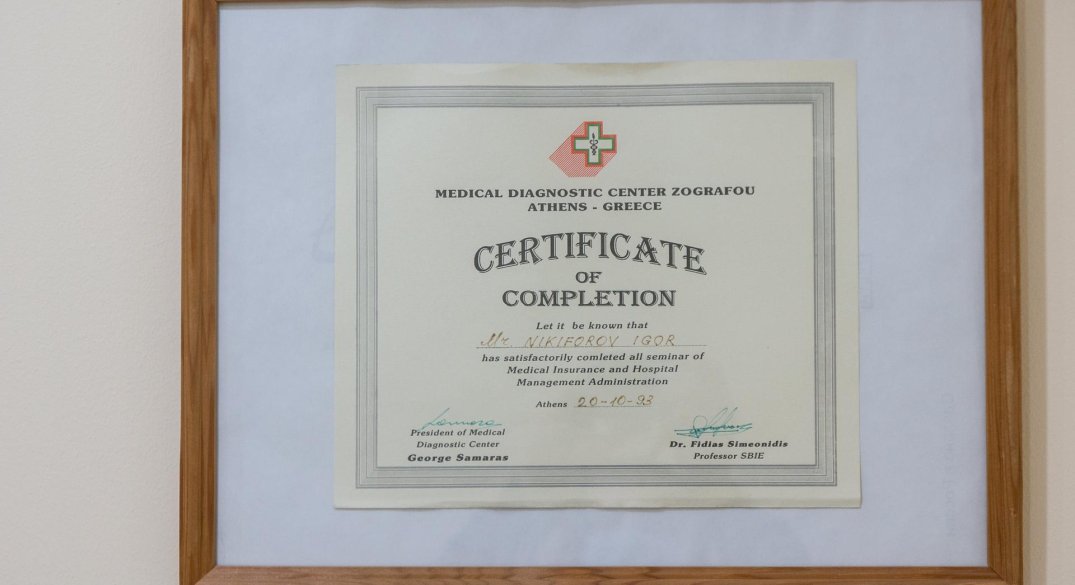 MEDICAL DIAGNOSTIC CENTER ZOGRAFOU
ATHENS - GREECE
CERTIFICATE
OF
COMPLETION
Let it be known that
Mr. NIKIFOROV IGOR
has satisfactorily comleted all seminar of
Medical Insurance and Hospital
Management Administration
Athens 20-10-93
President of Medical
Diagnostic Center
George Samaras
Dr. Fidias Simeonidis
Professor SBIE